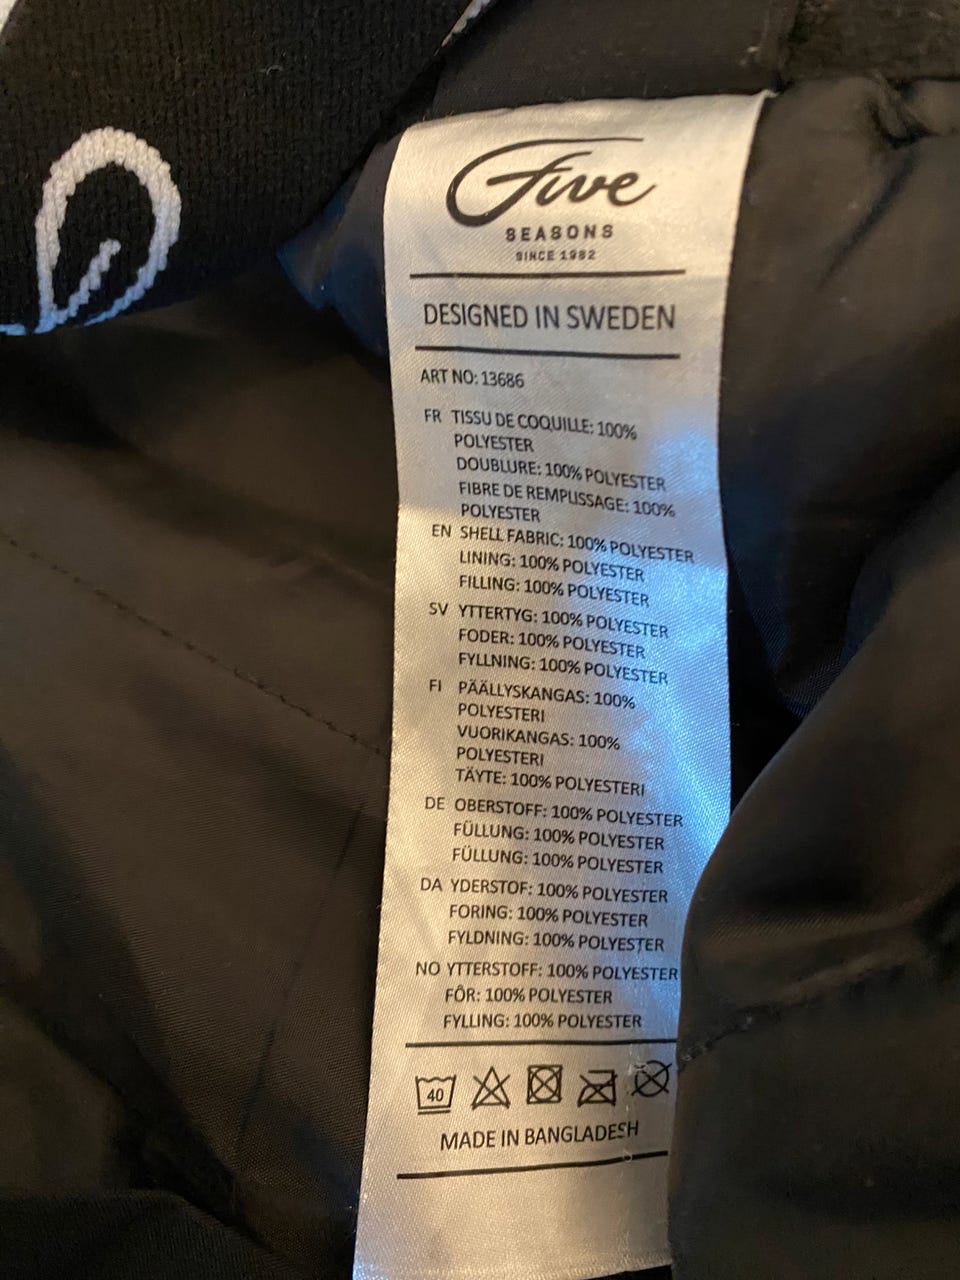 Five
SEASONS
SINCE 1982
DESIGNED IN SWEDEN
ART NO: 13686
FR TISSU DE COQUILLE: 100%
POLYESTER
DOUBLURE: 100% POLYESTER
FIBRE DE REMPLISSAGE: 100%
POLYESTER
EN SHELL FABRIC: 100% POLYESTER
LINING: 100% POLYESTER
FILLING: 100% POLYESTER
SV YTTERTYG: 100% POLYESTER
FODER: 100% POLYESTER
FYLLNING: 100% POLYESTER
FI PÄÄLLYSKANGAS: 100%
POLYESTERI
VUORIKANGAS: 100%
POLYESTERI
TÄYTE: 100% POLYESTERI
DE OBERSTOFF: 100% POLYESTER
FÜLLUNG: 100% POLYESTER
FÜLLUNG: 100% POLYESTER
DA YDERSTOF: 100% POLYESTER
FORING: 100% POLYESTER
FYLDNING: 100% POLYESTER
NO YTTERSTOFF: 100% POLYESTER
FÔR: 100% POLYESTER
FYLLING: 100% POLYESTER
40
MADE IN BANGLADESH